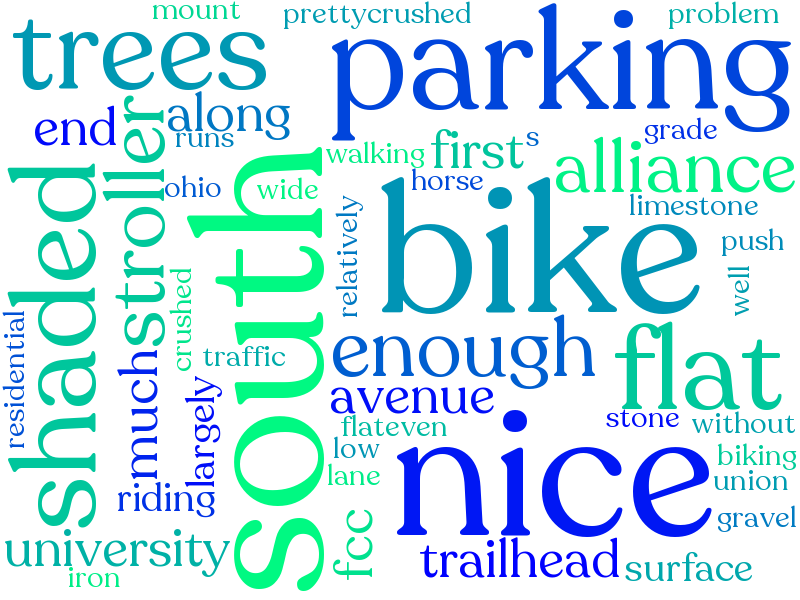 mount
prettycrushed
problem
trees
parking
end
along
runs
stroller
first
s
grade
walking
alliance
ohio
wide
horse
shaded
south
bike
limestone
relatively
push
well
crushed
residential
traffic
enough
flat
much
largely
avenue
flateven
stone
without
low
lane
nice
biking
union
riding
gravel
fcc
university
trailhead
surface
iron